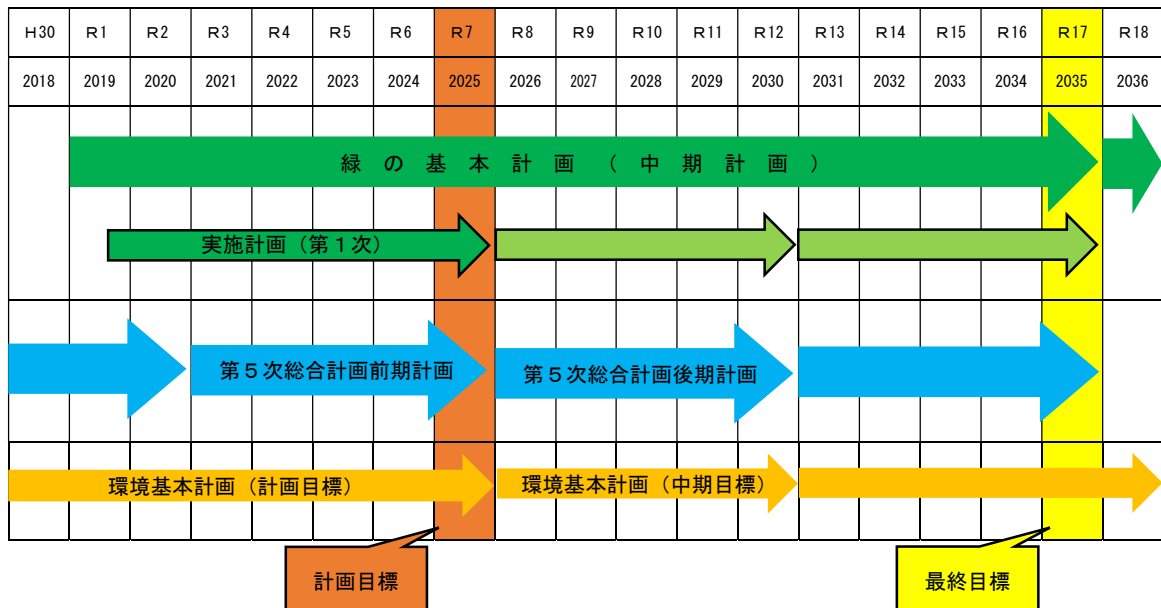 H30 R1 R2 R3 R4 R5 R6 R7 R8 R9 R10 R11 R12 R13 R14 R15 R16 R17 R18
2018 2019 2020 2021 2022 2023 2024 2025 2026 2027 2028 2029 2030 2031 2032 2033 2034 2035 2036
緑の基本計画(中期計画)
実施計画(第1次)
第5次総合計画前期計画 第5次総合計画後期計画
環境基本計画(計画目標) 環境基本計画(中期目標)
計画目標 最終目標